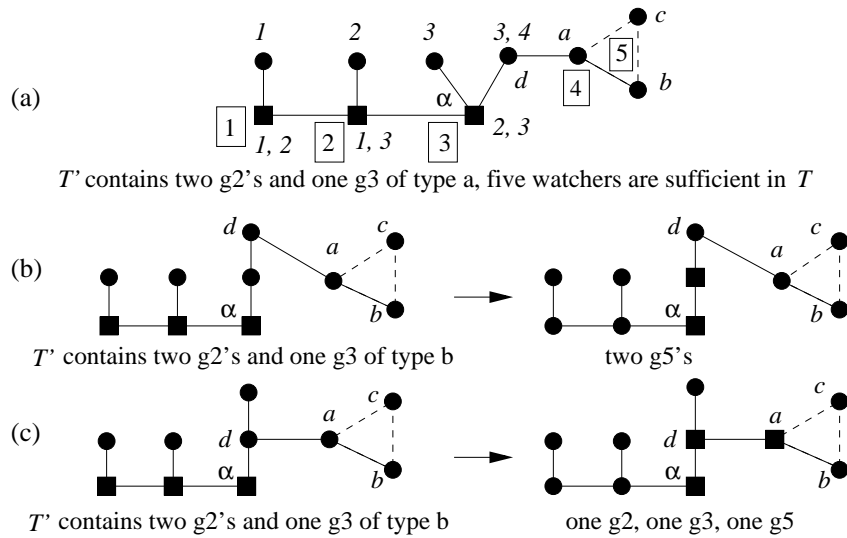 1 2 3 3, 4 a c
5
(a) α d 4 b
1 1, 2 2 1, 3 3 2, 3
T' contains two g2's and one g3 of type a, five watchers are sufficient in T
d c d c
(b) a a
α b α b
T' contains two g2's and one g3 of type b two g5's
c c
(c) d a d a
α b α b
T' contains two g2's and one g3 of type b one g2, one g3, one g5